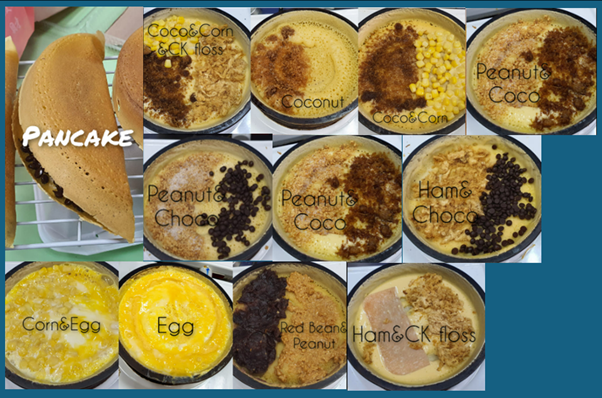 PANCAKE
Coco&Corn
&CK floss
Coconut
Coco&Corn
Peanut&
Coco
Peanut&
Choco
Peanut&
Coco
Ham&
Choco
Corn&Egg
Egg
Red Bean&
Peanut
Ham&CK floss